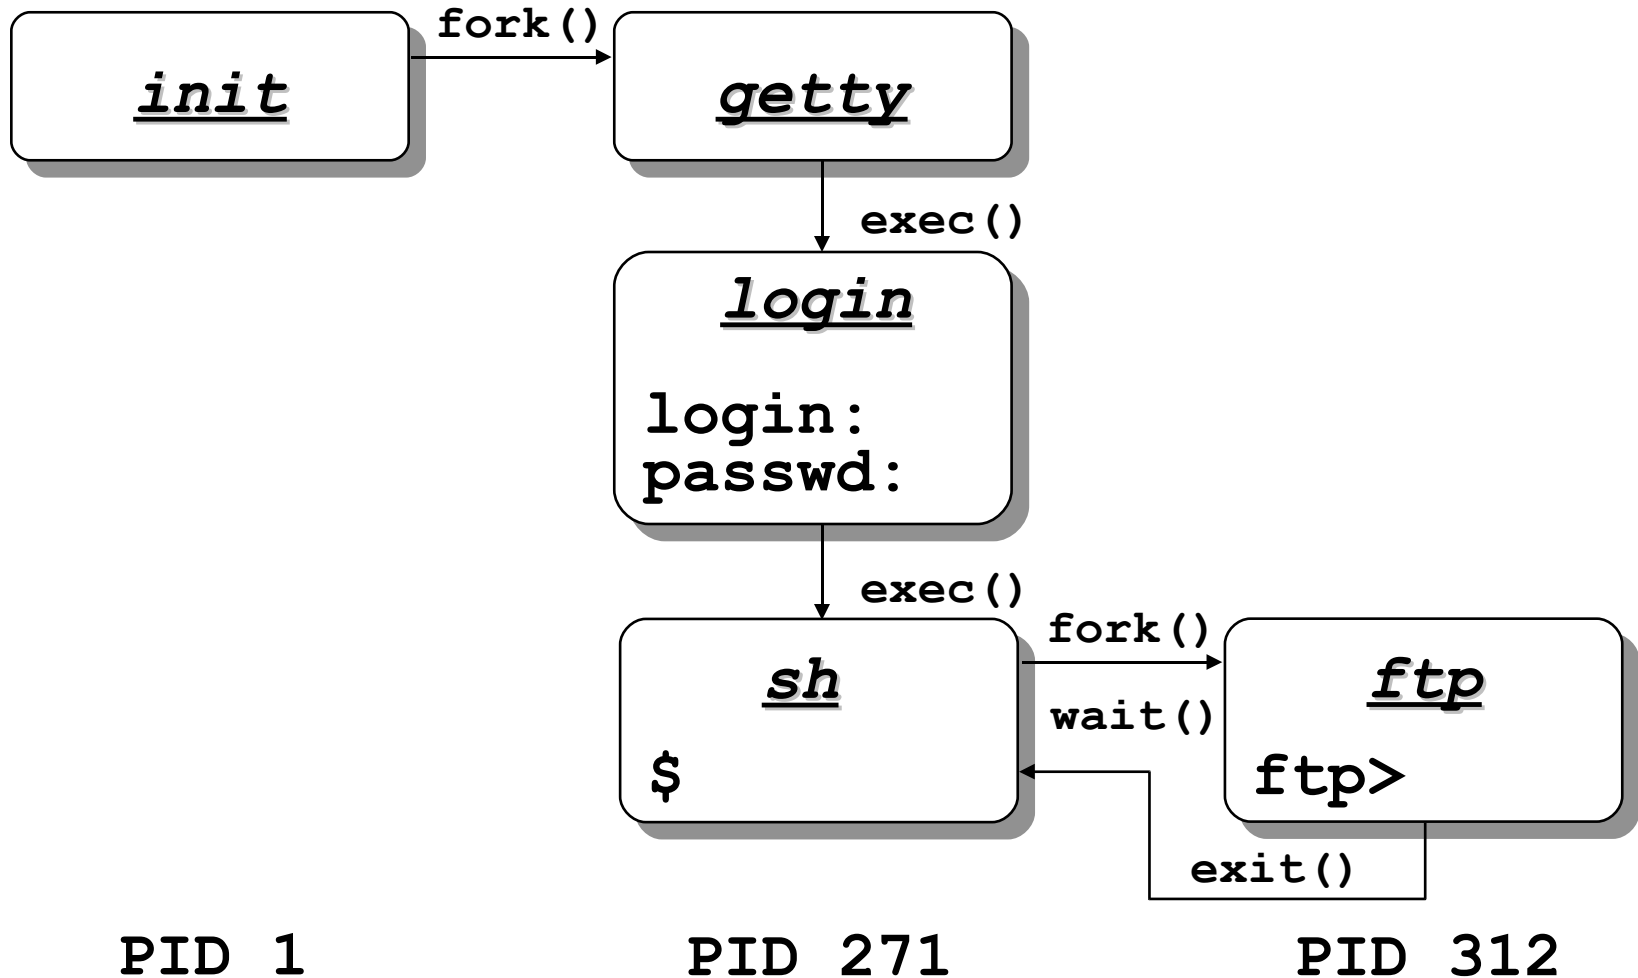 fork()
init
getty
exec()
login
login:
passwd:
exec()
fork()
sh
ftp
wait()
$
ftp>
exit()
PID 1
PID 271
PID 312